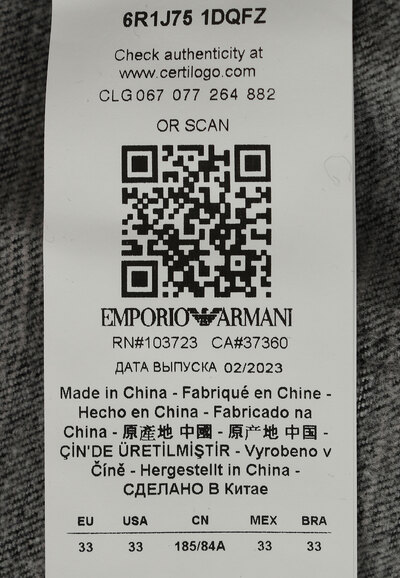 6R1J75 1DQFZ
Check authenticity at
www.certilogo.com
CLG 067 077 264 882
OR SCAN
EMPORIO ARMANI
RN#103723 CA#37360
ДАТА ВЫПУСКА 02/2023
Made in China - Fabriqué en Chine -
Hecho en China - Fabricado na
China - 原產地 中國 - 原产地 中国 -
ÇİN'DE ÜRETİLMİŞTİR - Vyrobeno v
Číně - Hergestellt in China -
СДЕЛАНО В Китае
EU USA CN MEX BRA
33 33 185/84A 33 33